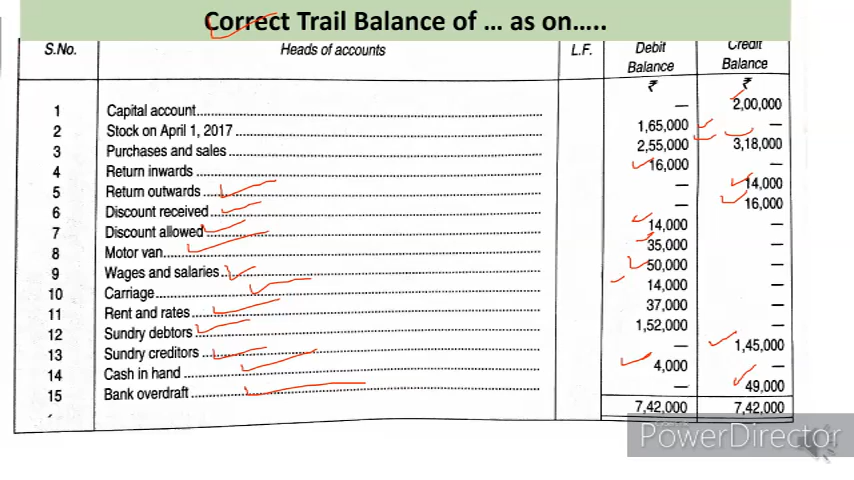 Correct Trail Balance of ... as on.....
S.No. Heads of accounts L.F. Debit Balance ₹ Credit Balance ₹
1 Capital account — 2,00,000
2 Stock on April 1, 2017 1,65,000 —
3 Purchases and sales 2,55,000 3,18,000
4 Return inwards 16,000 —
5 Return outwards — 14,000
6 Discount received — 16,000
7 Discount allowed 14,000 —
8 Motor van 35,000 —
9 Wages and salaries 50,000 —
10 Carriage 14,000 —
11 Rent and rates 37,000 —
12 Sundry debtors 1,52,000 —
13 Sundry creditors — 1,45,000
14 Cash in hand 4,000 —
15 Bank overdraft — 49,000
7,42,000 7,42,000
PowerDirector